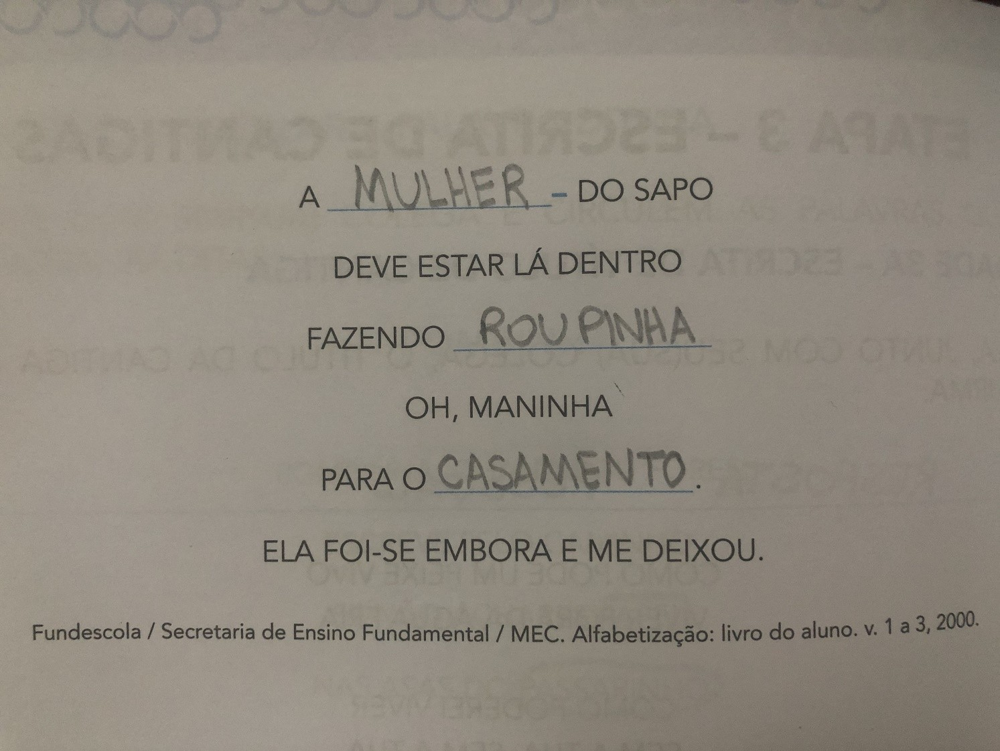 A MULHER - DO SAPO
DEVE ESTAR LÁ DENTRO
FAZENDO ROUPINHA
OH, MANINHA
PARA O CASAMENTO.
ELA FOI-SE EMBORA E ME DEIXOU.
Fundescola / Secretaria de Ensino Fundamental / MEC. Alfabetização: livro do aluno. v. 1 a 3, 2000.